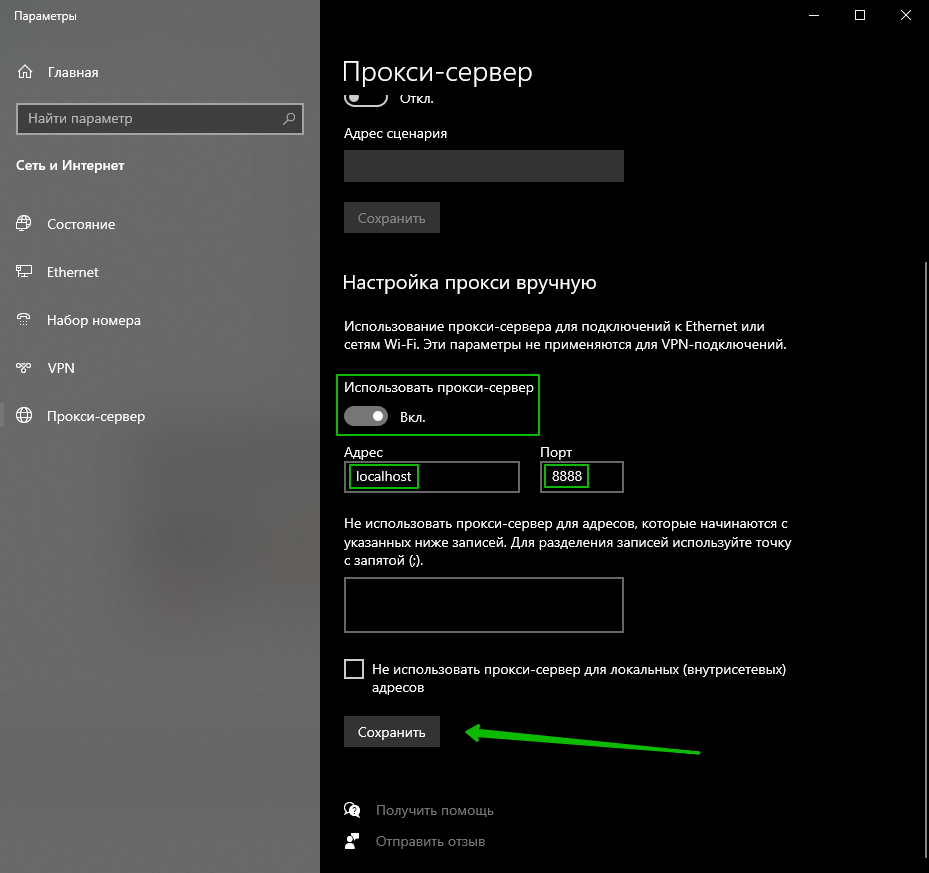 Параметры
Главная
Найти параметр
Сеть и Интернет
Состояние
Ethernet
Набор номера
VPN
Прокси-сервер
Прокси-сервер
Откл.
Адрес сценария
Сохранить
Настройка прокси вручную
Использование прокси-сервера для подключений к Ethernet или
сетям Wi-Fi. Эти параметры не применяются для VPN-подключений.
Использовать прокси-сервер
Вкл.
Адрес Порт
localhost 8888
Не использовать прокси-сервер для адресов, которые начинаются с
указанных ниже записей. Для разделения записей используйте точку
с запятой (;).
Не использовать прокси-сервер для локальных (внутрисетевых)
адресов
Сохранить
Получить помощь
Отправить отзыв